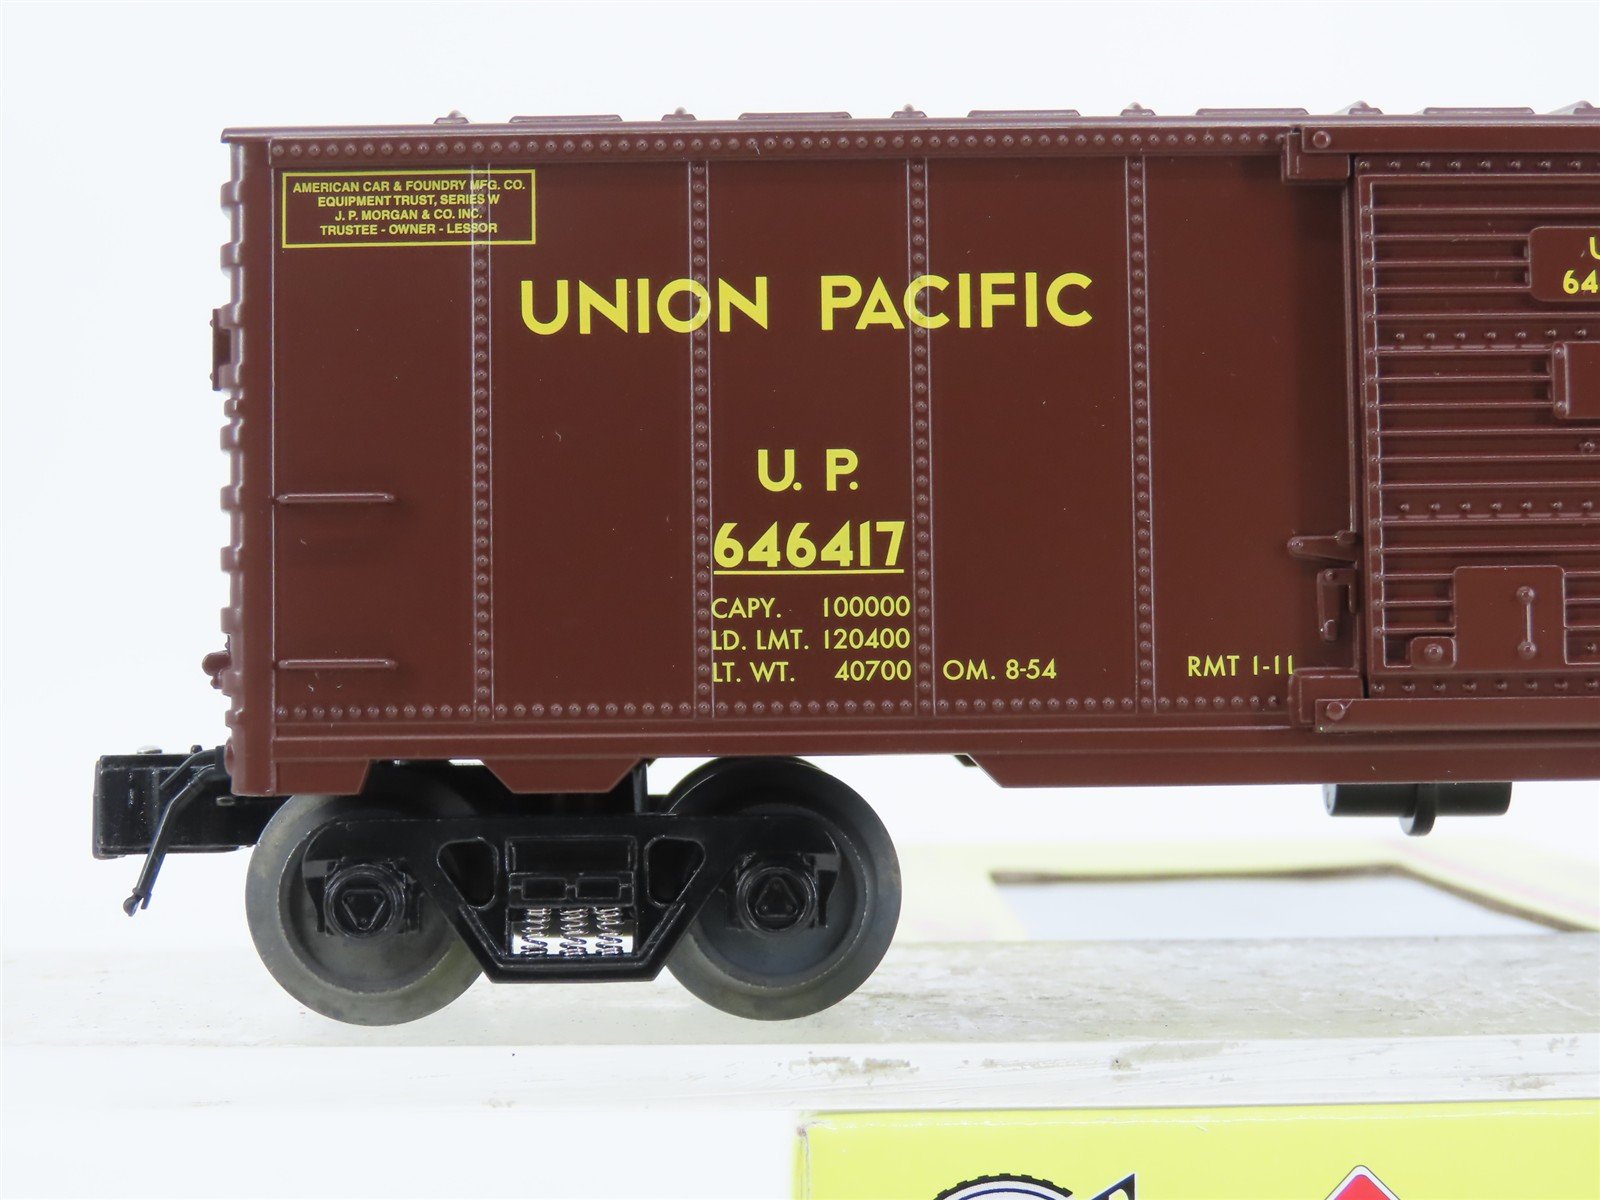 AMERICAN CAR & FOUNDRY MFG. CO.
EQUIPMENT TRUST, SERIES W
J. P. MORGAN & CO. INC.
TRUSTEE - OWNER - LESSOR
UNION PACIFIC
U. P.
646417
CAPY. 100000
LD. LMT. 120400
LT. WT. 40700
OM. 8-54
RMT 1-11
U
64